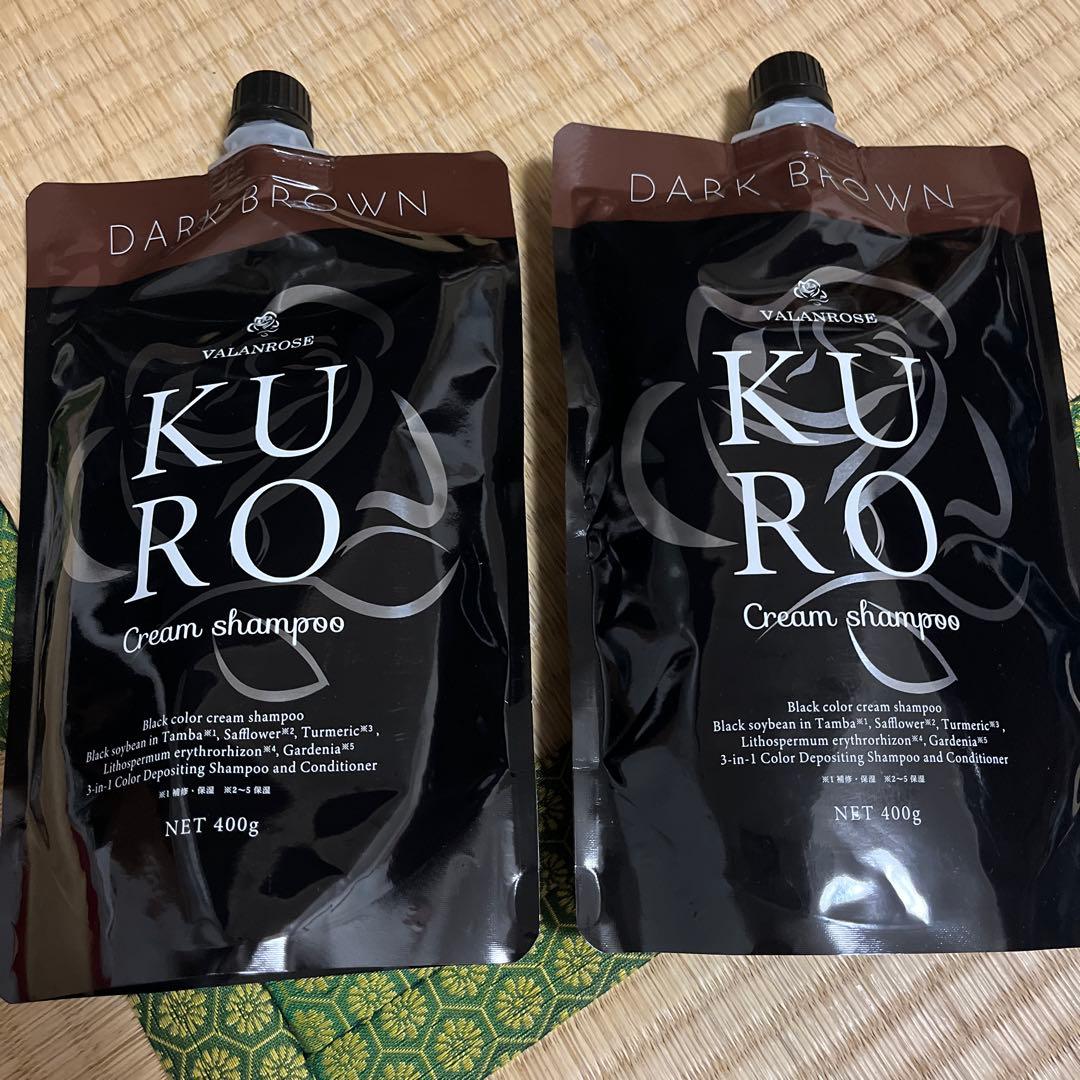 DARK BROWN
VALANROSE
KU
RO
Cream shampoo
Black color cream shampoo
Black soybean in Tamba※1, Safflower※2, Turmeric※3,
Lithospermum erythrorhizon※4, Gardenia※5
3-in-1 Color Depositing Shampoo and Conditioner
※1 補修・保湿 ※2～5 保湿
NET 400g
DARK BROWN
VALANROSE
KU
RO
Cream shampoo
Black color cream shampoo
Black soybean in Tamba※1, Safflower※2, Turmeric※3,
Lithospermum erythrorhizon※4, Gardenia※5
3-in-1 Color Depositing Shampoo and Conditioner
※1 補修・保湿 ※2～5 保湿
NET 400g